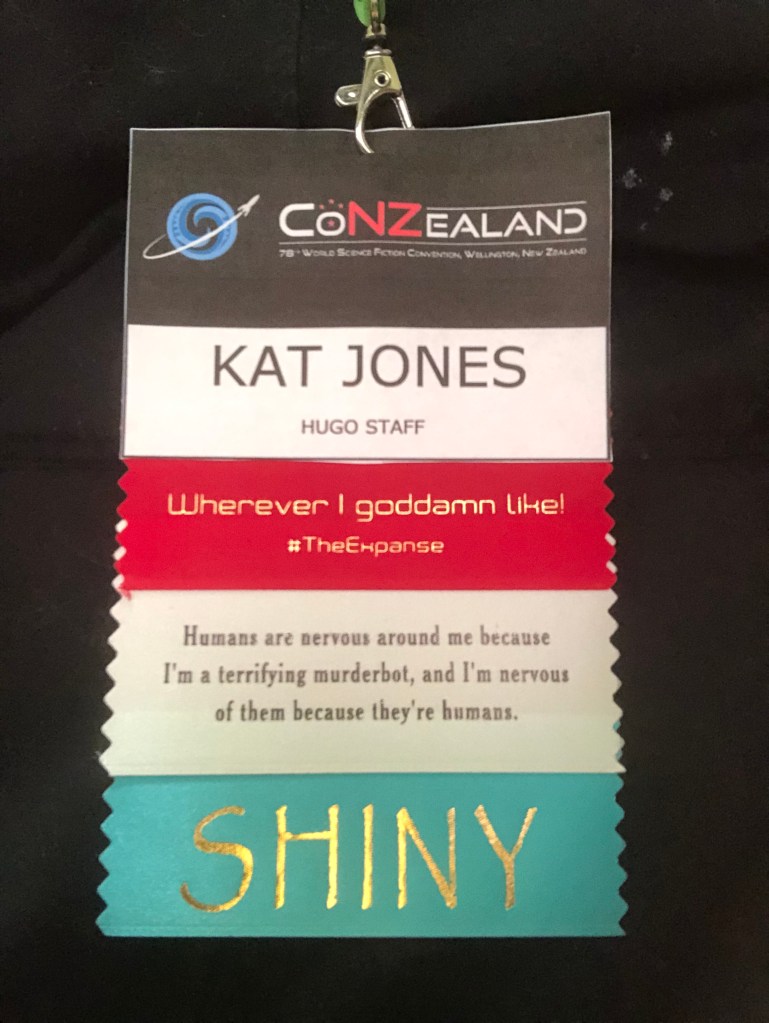 CoNZealand
78th World Science Fiction Convention, Wellington, New Zealand
KAT JONES
HUGO STAFF
Wherever I goddamn like!
#TheExpanse
Humans are nervous around me because
I'm a terrifying murderbot, and I'm nervous
of them because they're humans.
SHINY